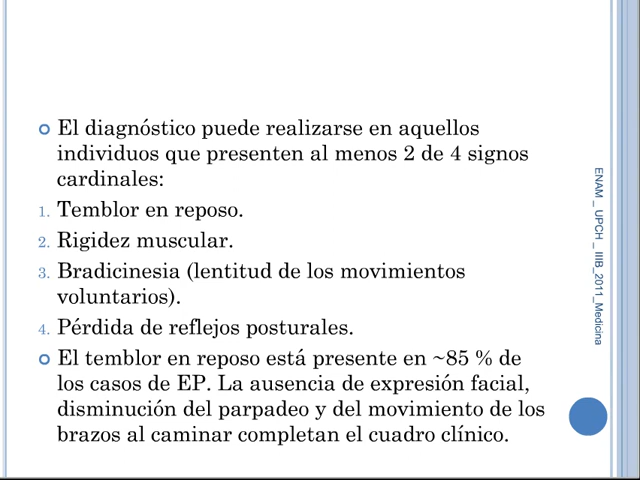 El diagnóstico puede realizarse en aquellos
individuos que presenten al menos 2 de 4 signos
cardinales:
1. Temblor en reposo.
2. Rigidez muscular.
3. Bradicinesia (lentitud de los movimientos
voluntarios).
4. Pérdida de reflejos posturales.
El temblor en reposo está presente en ~85 % de
los casos de EP. La ausencia de expresión facial,
disminución del parpadeo y del movimiento de los
brazos al caminar completan el cuadro clínico.
ENAM _ UPCH _ IIIB_2011_Medicina